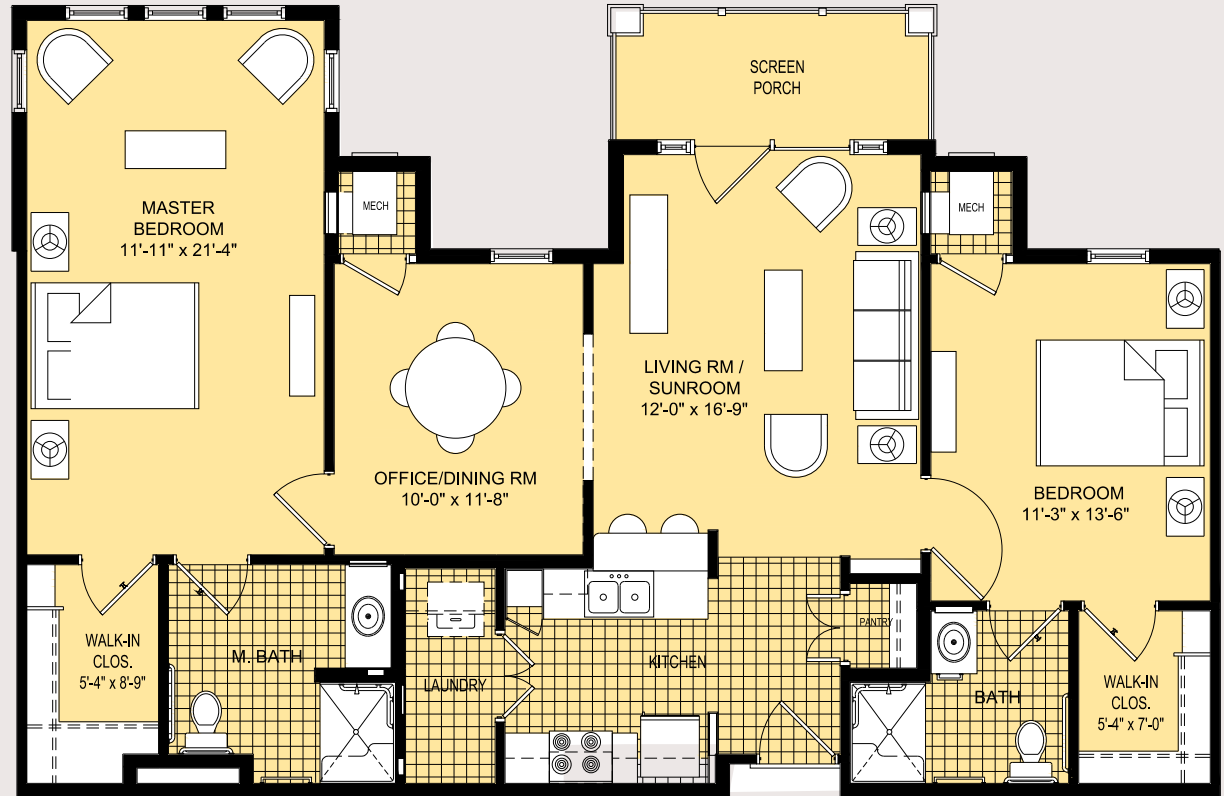 SCREEN
PORCH
MASTER
BEDROOM
11'-11" x 21'-4"
MECH
MECH
LIVING RM /
SUNROOM
12'-0" x 16'-9"
OFFICE/DINING RM
10'-0" x 11'-8"
BEDROOM
11'-3" x 13'-6"
WALK-IN
CLOS.
5'-4" x 8'-9"
M. BATH
LAUNDRY
KITCHEN
PANTRY
BATH
WALK-IN
CLOS.
5'-4" x 7'-0"